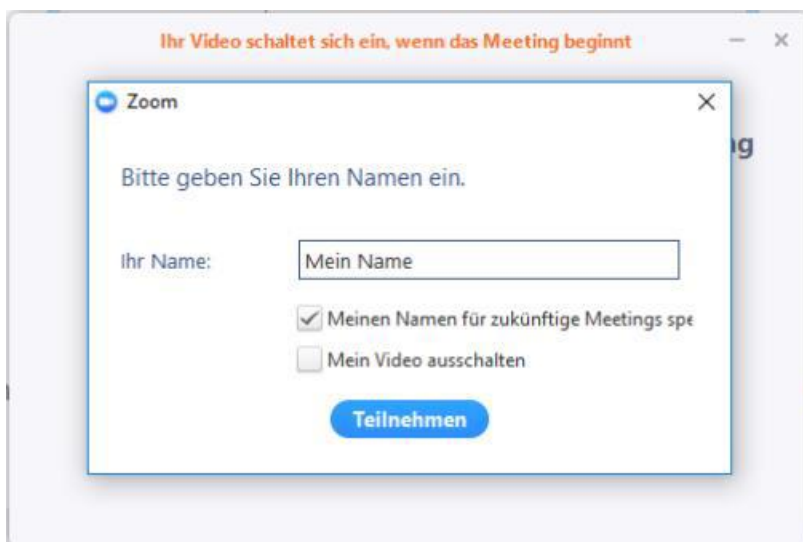 Ihr Video schaltet sich ein, wenn das Meeting beginnt
Zoom
Bitte geben Sie Ihren Namen ein.
Ihr Name:
Mein Name
Meinen Namen für zukünftige Meetings spe
Mein Video ausschalten
Teilnehmen